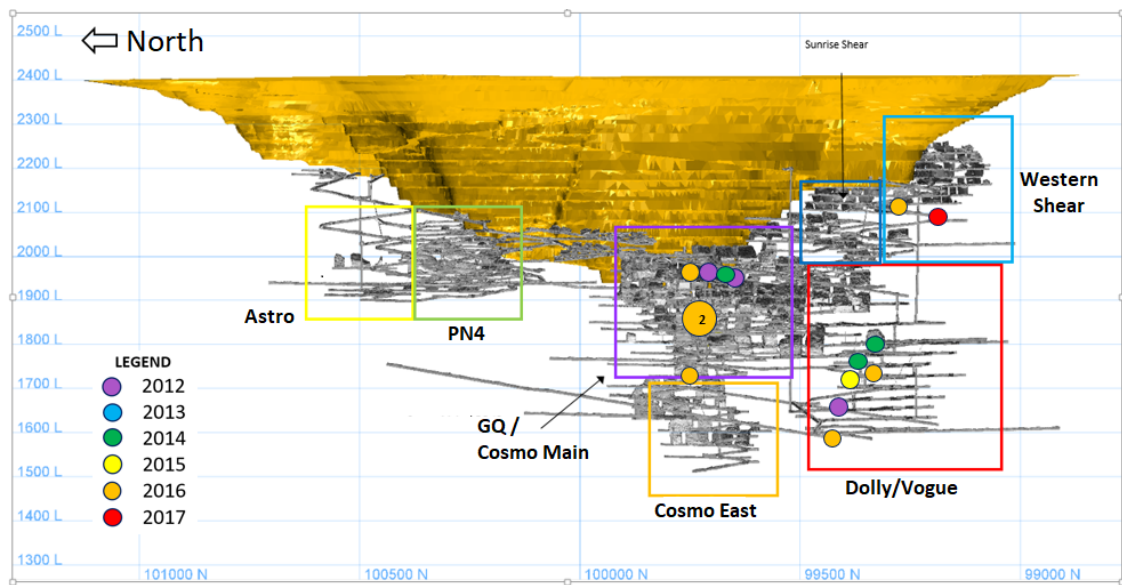 2500 L
North
Sunrise Shear
2400 L
2300 L
2200 L
Western
Shear
2100 L
2000 L
1900 L
Astro
PN4
2
1800 L
LEGEND
2012
2013
2014
2015
2016
2017
1700 L
1600 L
1500 L
1400 L
1300 L
GQ /
Cosmo Main
Dolly/Vogue
Cosmo East
101000 N
100500 N
100000 N
99500 N
99000 N